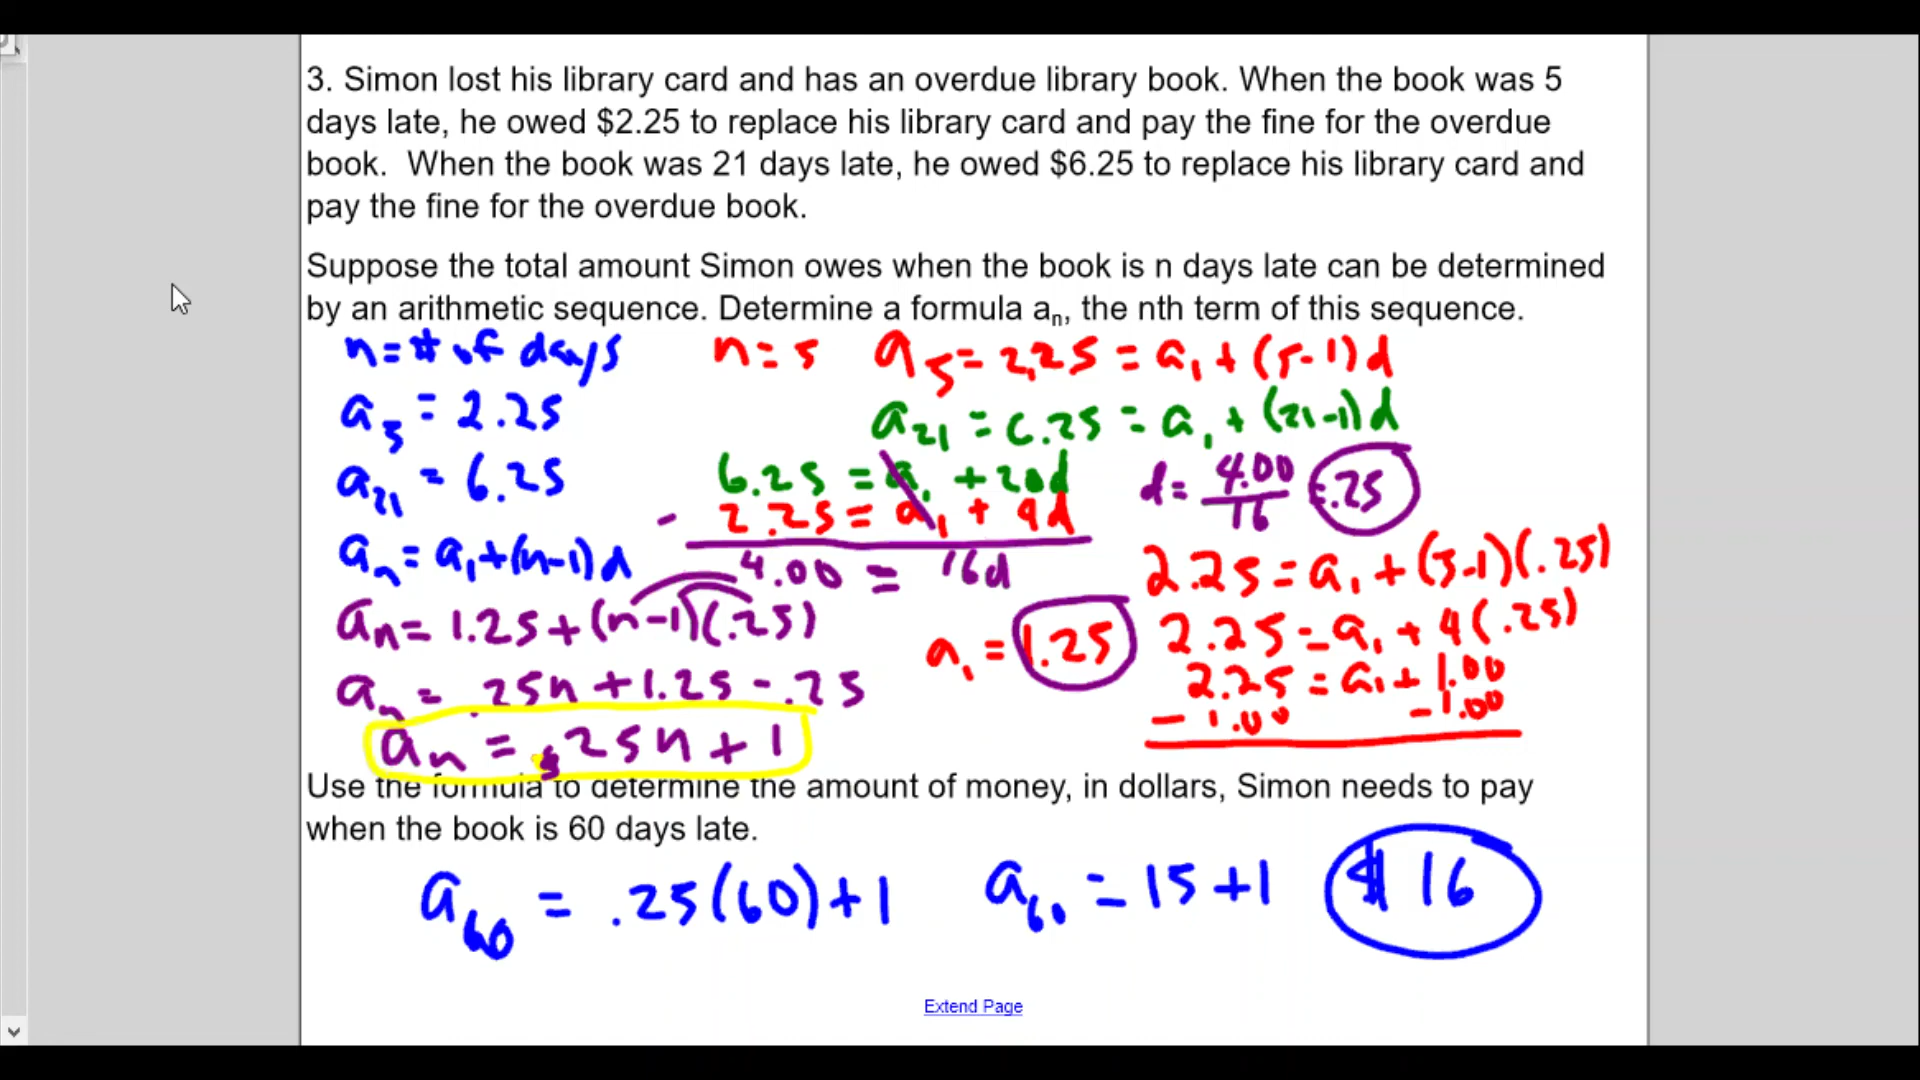 3. Simon lost his library card and has an overdue library book. When the book was 5
days late, he owed $2.25 to replace his library card and pay the fine for the overdue
book. When the book was 21 days late, he owed $6.25 to replace his library card and
pay the fine for the overdue book.
Suppose the total amount Simon owes when the book is n days late can be determined
by an arithmetic sequence. Determine a formula aₙ, the nth term of this sequence.
n = # of days
a₅ = 2.25
a₂₁ = 6.25
aₙ = a₁ + (n-1)d
aₙ = 1.25 + (n-1)(.25)
aₙ = .25n + 1.25 - .25
aₙ = .25n + 1
n = 5
a₅ = 2.25 = a₁ + (5-1)d
a₂₁ = 6.25 = a₁ + (21-1)d
6.25 = a₁ + 20d
- 2.25 = a₁ + 4d
4.00 = 16d
d = 4.00/16 = .25
2.25 = a₁ + (5-1)(.25)
2.25 = a₁ + 4(.25)
2.25 = a₁ + 1.00
- 1.00 - 1.00
a₁ = 1.25
Use the formula to determine the amount of money, in dollars, Simon needs to pay
when the book is 60 days late.
a₆₀ = .25(60) + 1
a₆₀ = 15 + 1
$16
Extend Page